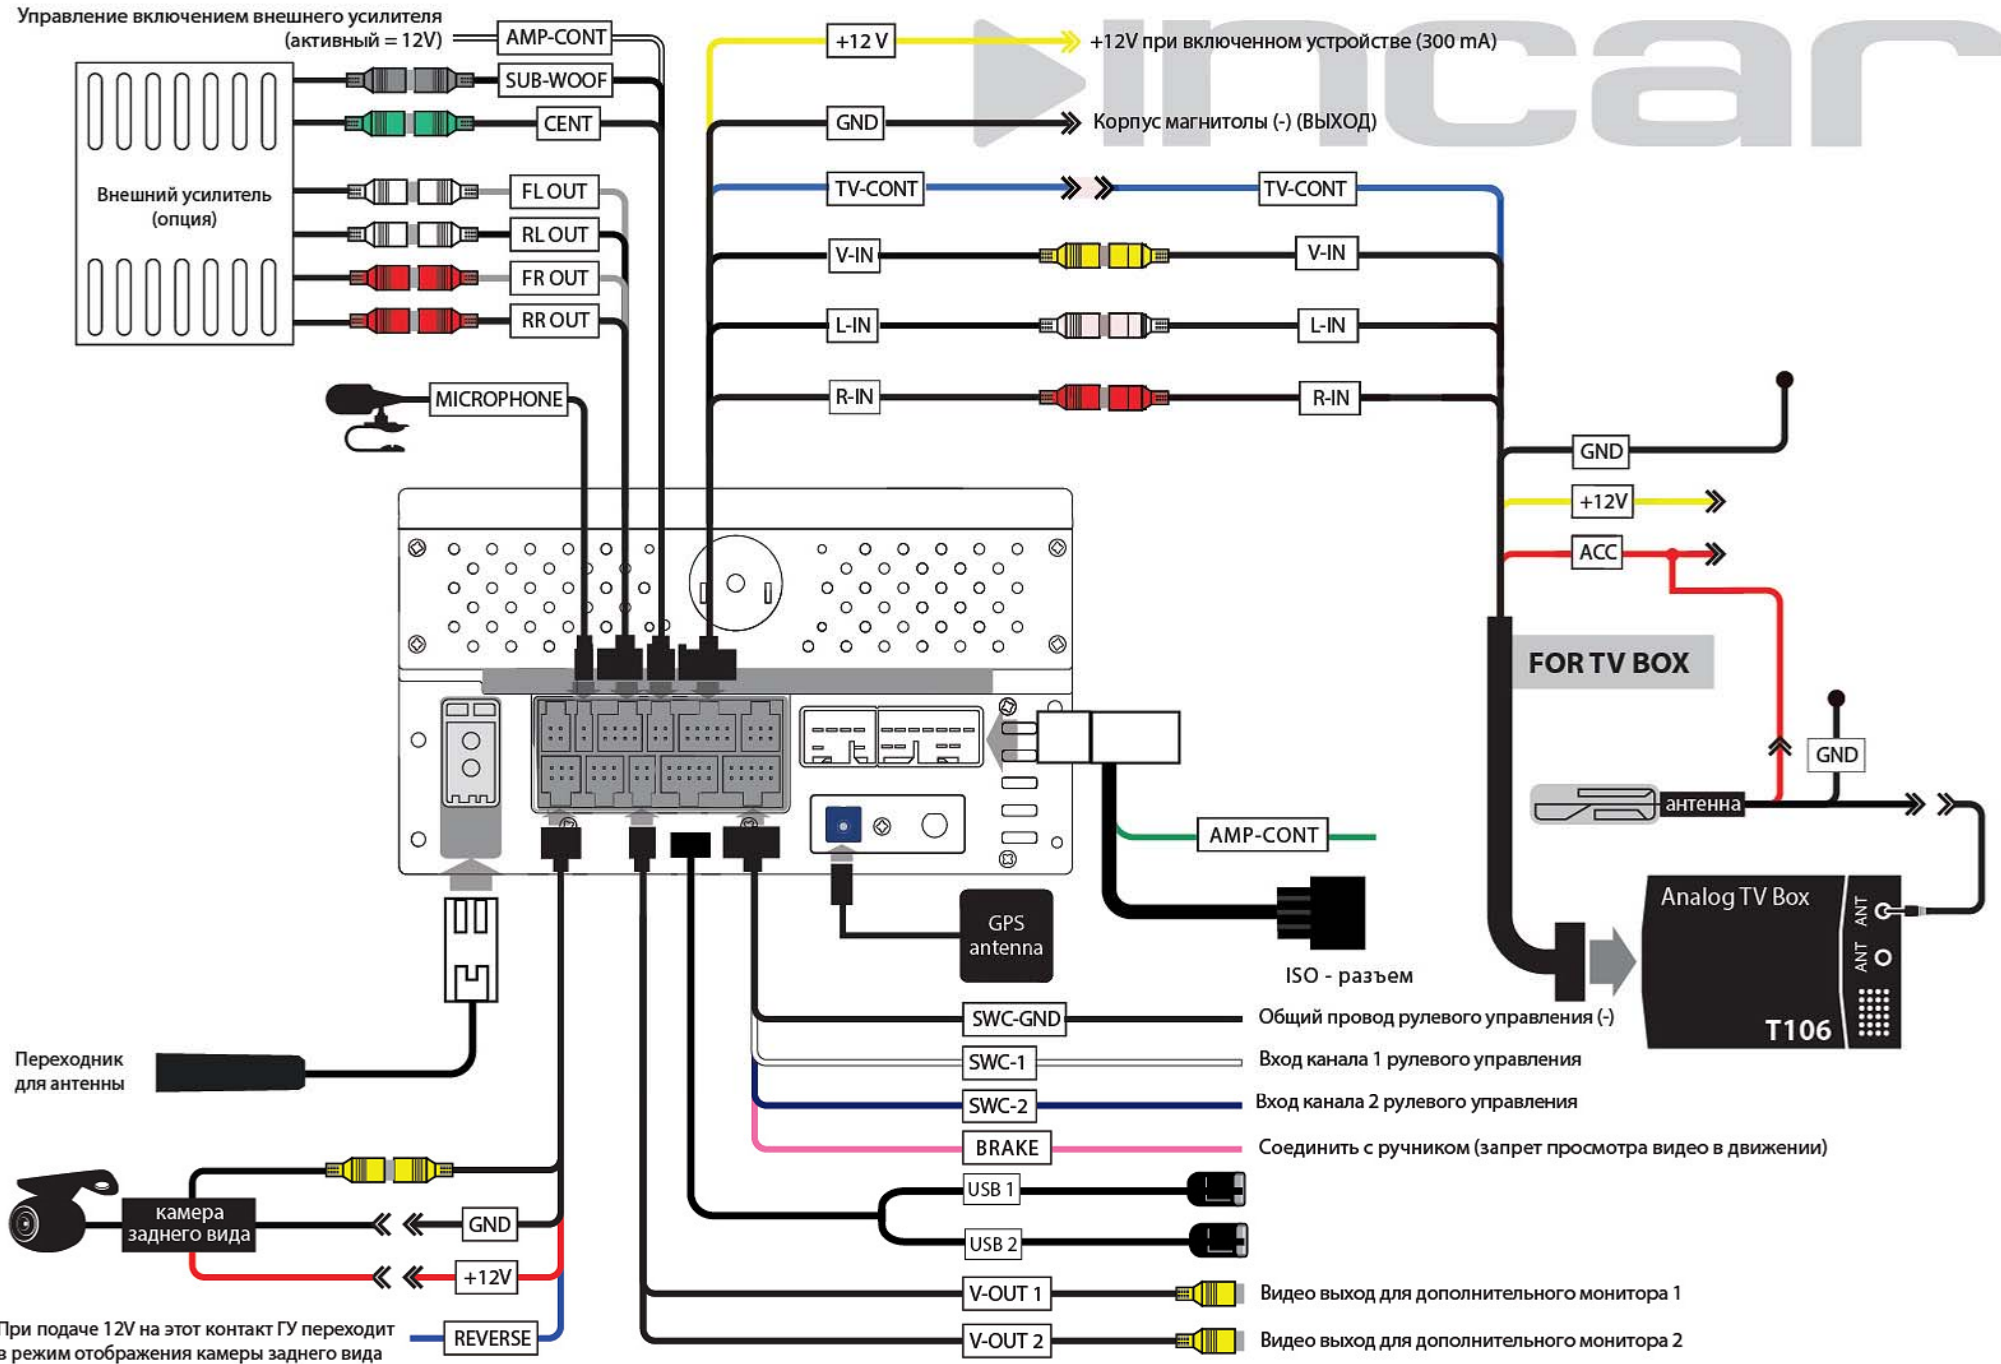 Управление включением внешнего усилителя
(активный = 12V)
AMP-CONT
SUB-WOOF
CENT
Внешний усилитель
(опция)
FL OUT
RL OUT
FR OUT
RR OUT
MICROPHONE
incar
+12 V
+12V при включенном устройстве (300 mA)
GND
Корпус магнитолы (-) (ВЫХОД)
TV-CONT
TV-CONT
V-IN
V-IN
L-IN
L-IN
R-IN
R-IN
GND
+12V
ACC
FOR TV BOX
GND
антенна
AMP-CONT
Analog TV Box
ANT
ANT
T106
GPS
antenna
ISO - разъем
SWC-GND
Общий провод рулевого управления (-)
SWC-1
Вход канала 1 рулевого управления
SWC-2
Вход канала 2 рулевого управления
BRAKE
Соединить с ручником (запрет просмотра видео в движении)
Переходник
для антенны
USB 1
USB 2
камера
заднего вида
GND
+12V
V-OUT 1
Видео выход для дополнительного монитора 1
V-OUT 2
Видео выход для дополнительного монитора 2
При подаче 12V на этот контакт ГУ переходит
в режим отображения камеры заднего вида
REVERSE